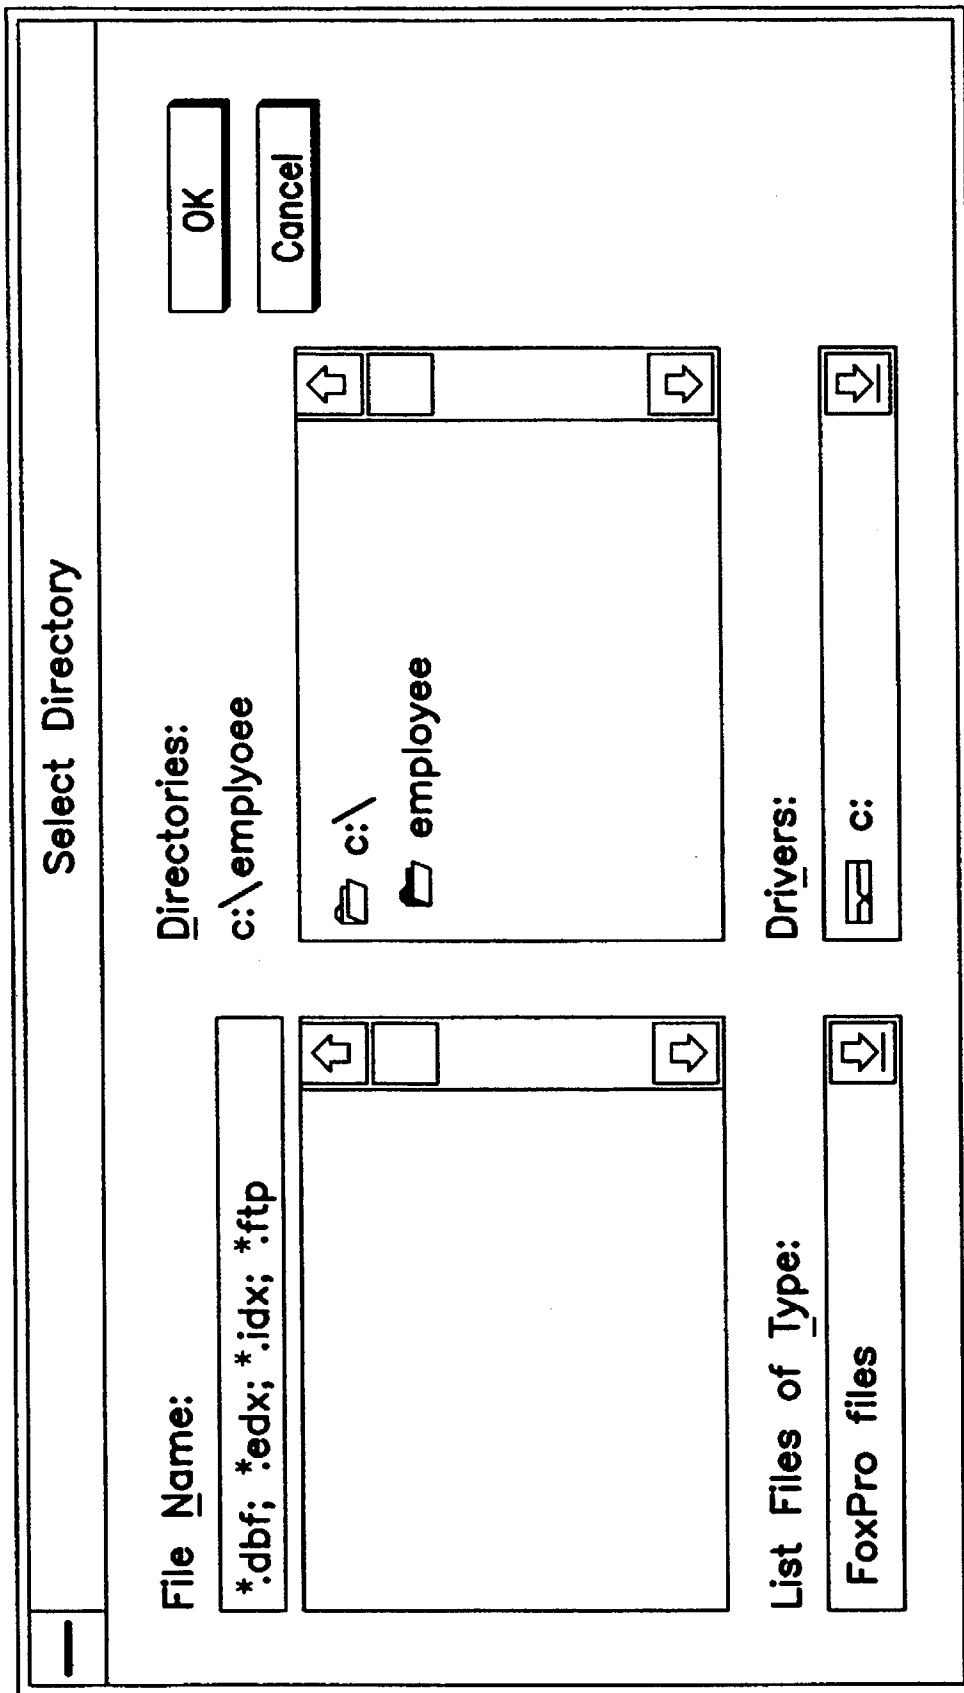 Select Directory
File Name:
*.dbf; *.edx; *.idx; *.ftp
List Files of Type:
FoxPro files
Directories:
c:\emplyoee
c:\
employee
Drivers:
c:
OK
Cancel